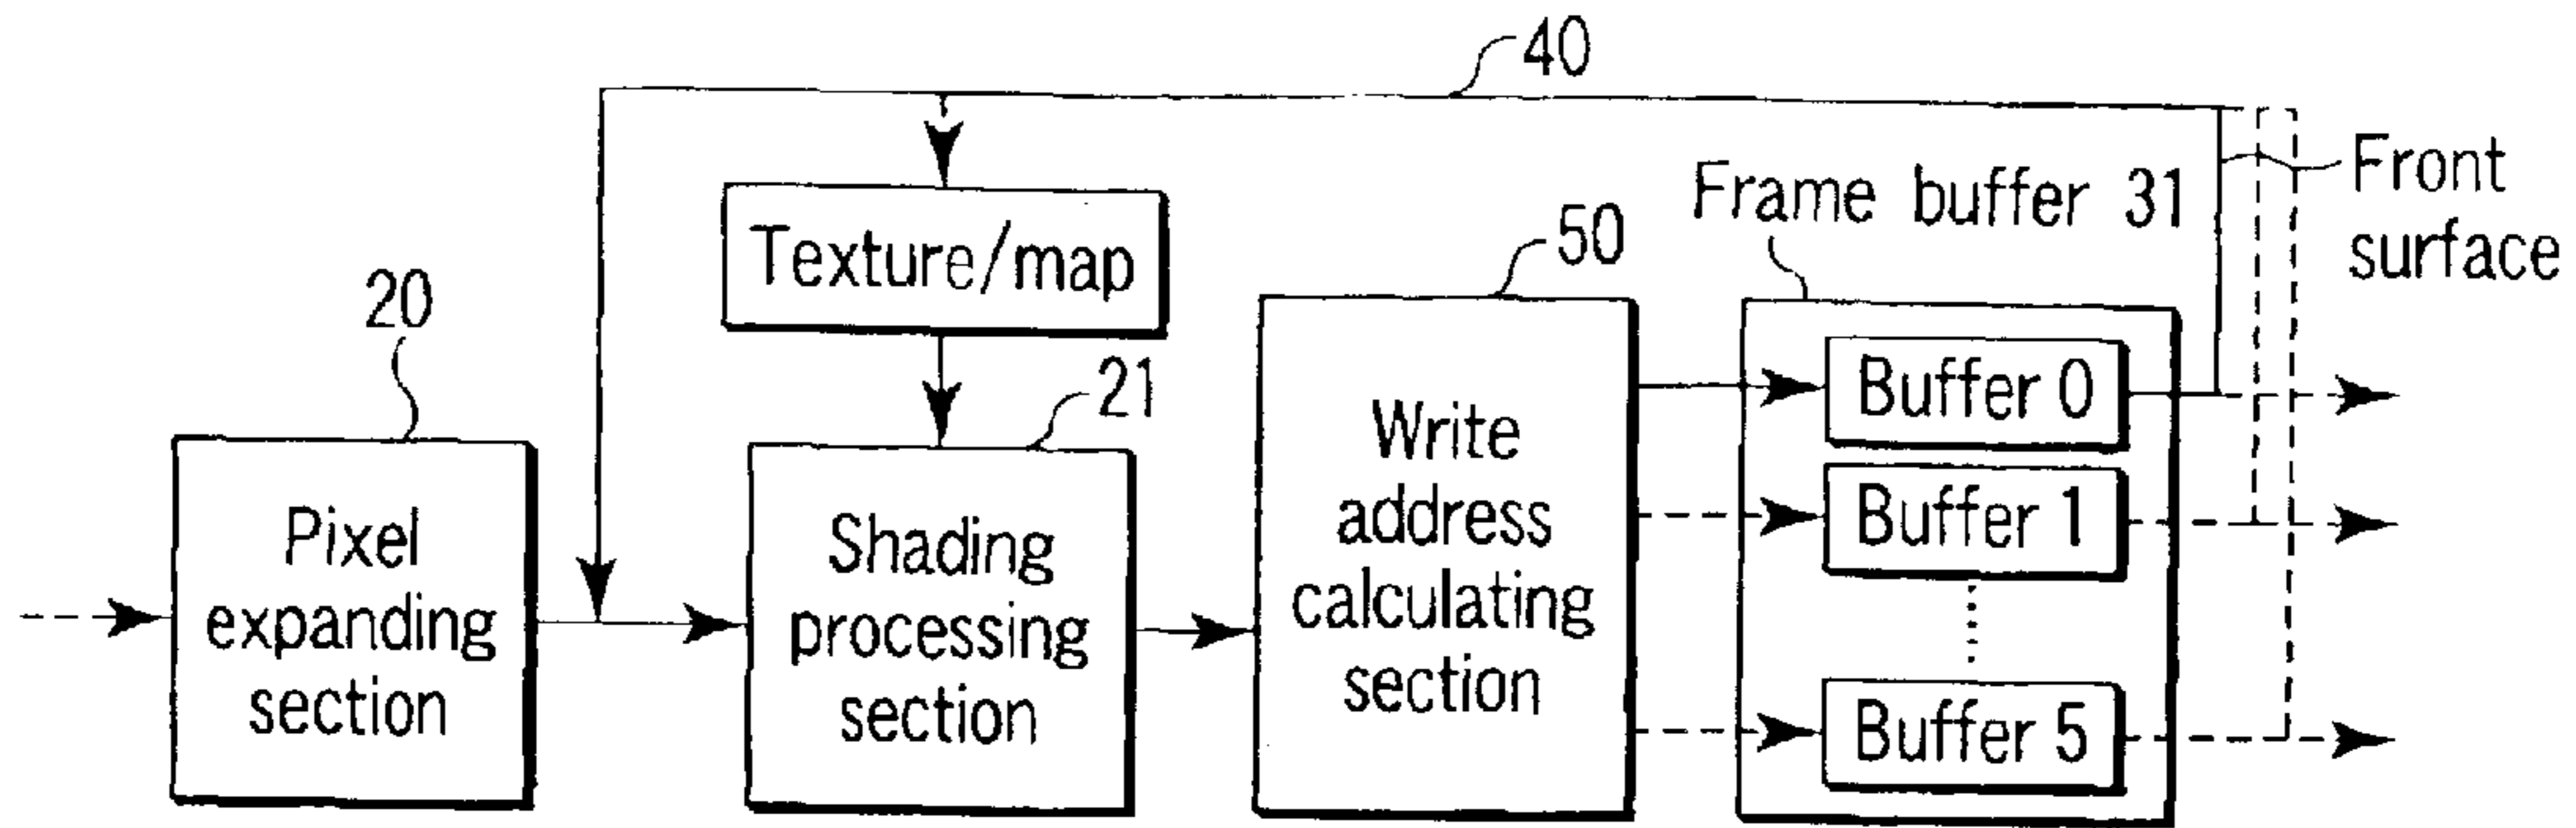 40
Front
surface
Frame buffer 31
Texture/map
50
20
21
Pixel
expanding
section
Shading
processing
section
Write
address
calculating
section
Buffer 0
Buffer 1
Buffer 5